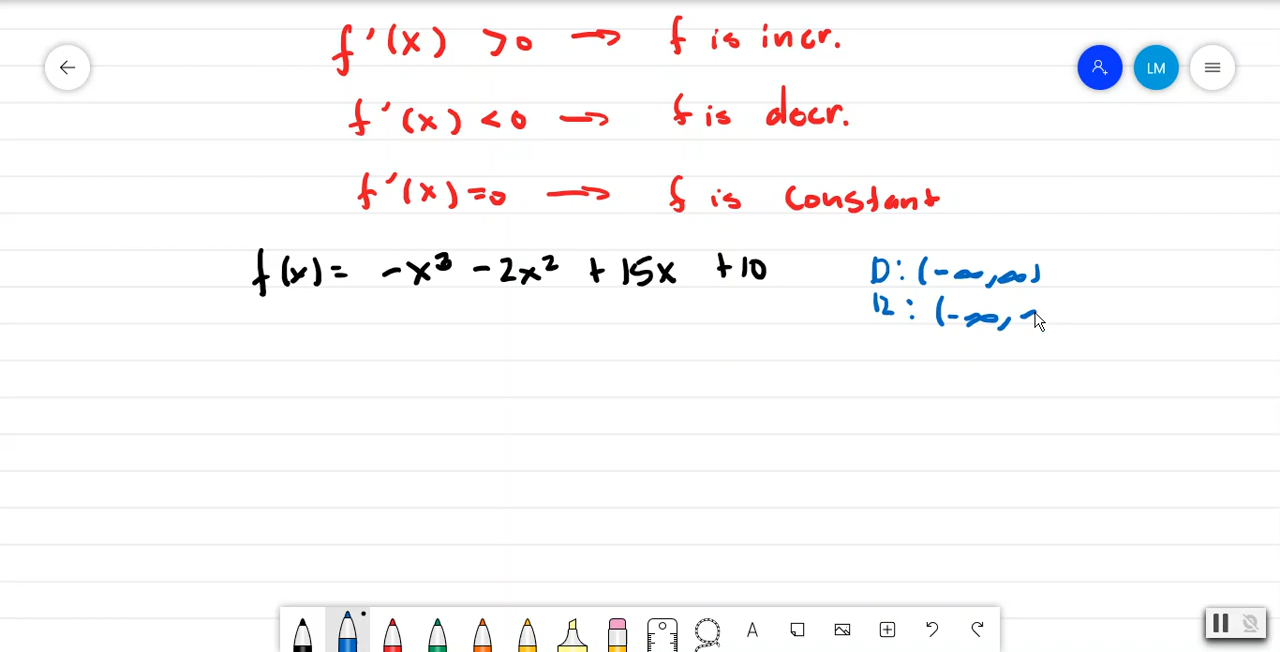 f'(x) > 0 → f is incr.
f'(x) < 0 → f is decr.
f'(x) = 0 → f is constant
f(x) = -x³ - 2x² + 15x + 10
D: (-∞, ∞)
R: (-∞,
LM
A